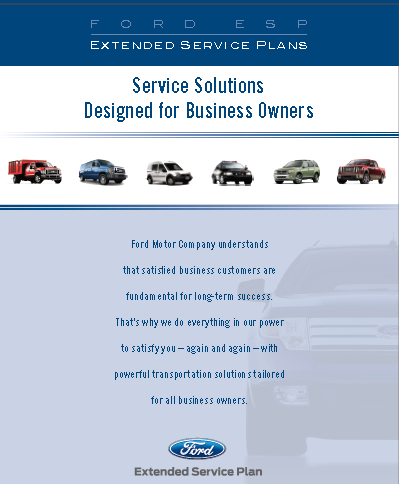 FORD ESP
EXTENDED SERVICE PLANS
Service Solutions
Designed for Business Owners
Ford Motor Company understands
that satisfied business customers are
fundamental for long-term success.
That's why we do everything in our power
to satisfy you – again and again – with
powerful transportation solutions tailored
for all business owners.
Ford
Extended Service Plan